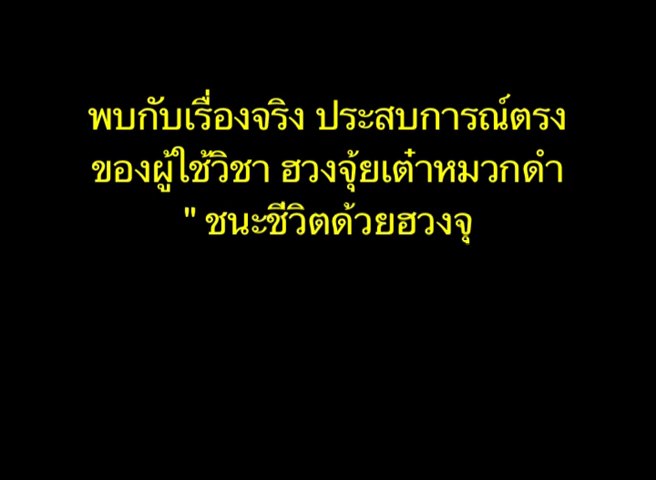 พบกับเรื่องจริง ประสบการณ์ตรง
ของผู้ใช้วิชา ฮวงจุ้ยเต๋าหมวกดำ
" ชนะชีวิตด้วยฮวงจุ